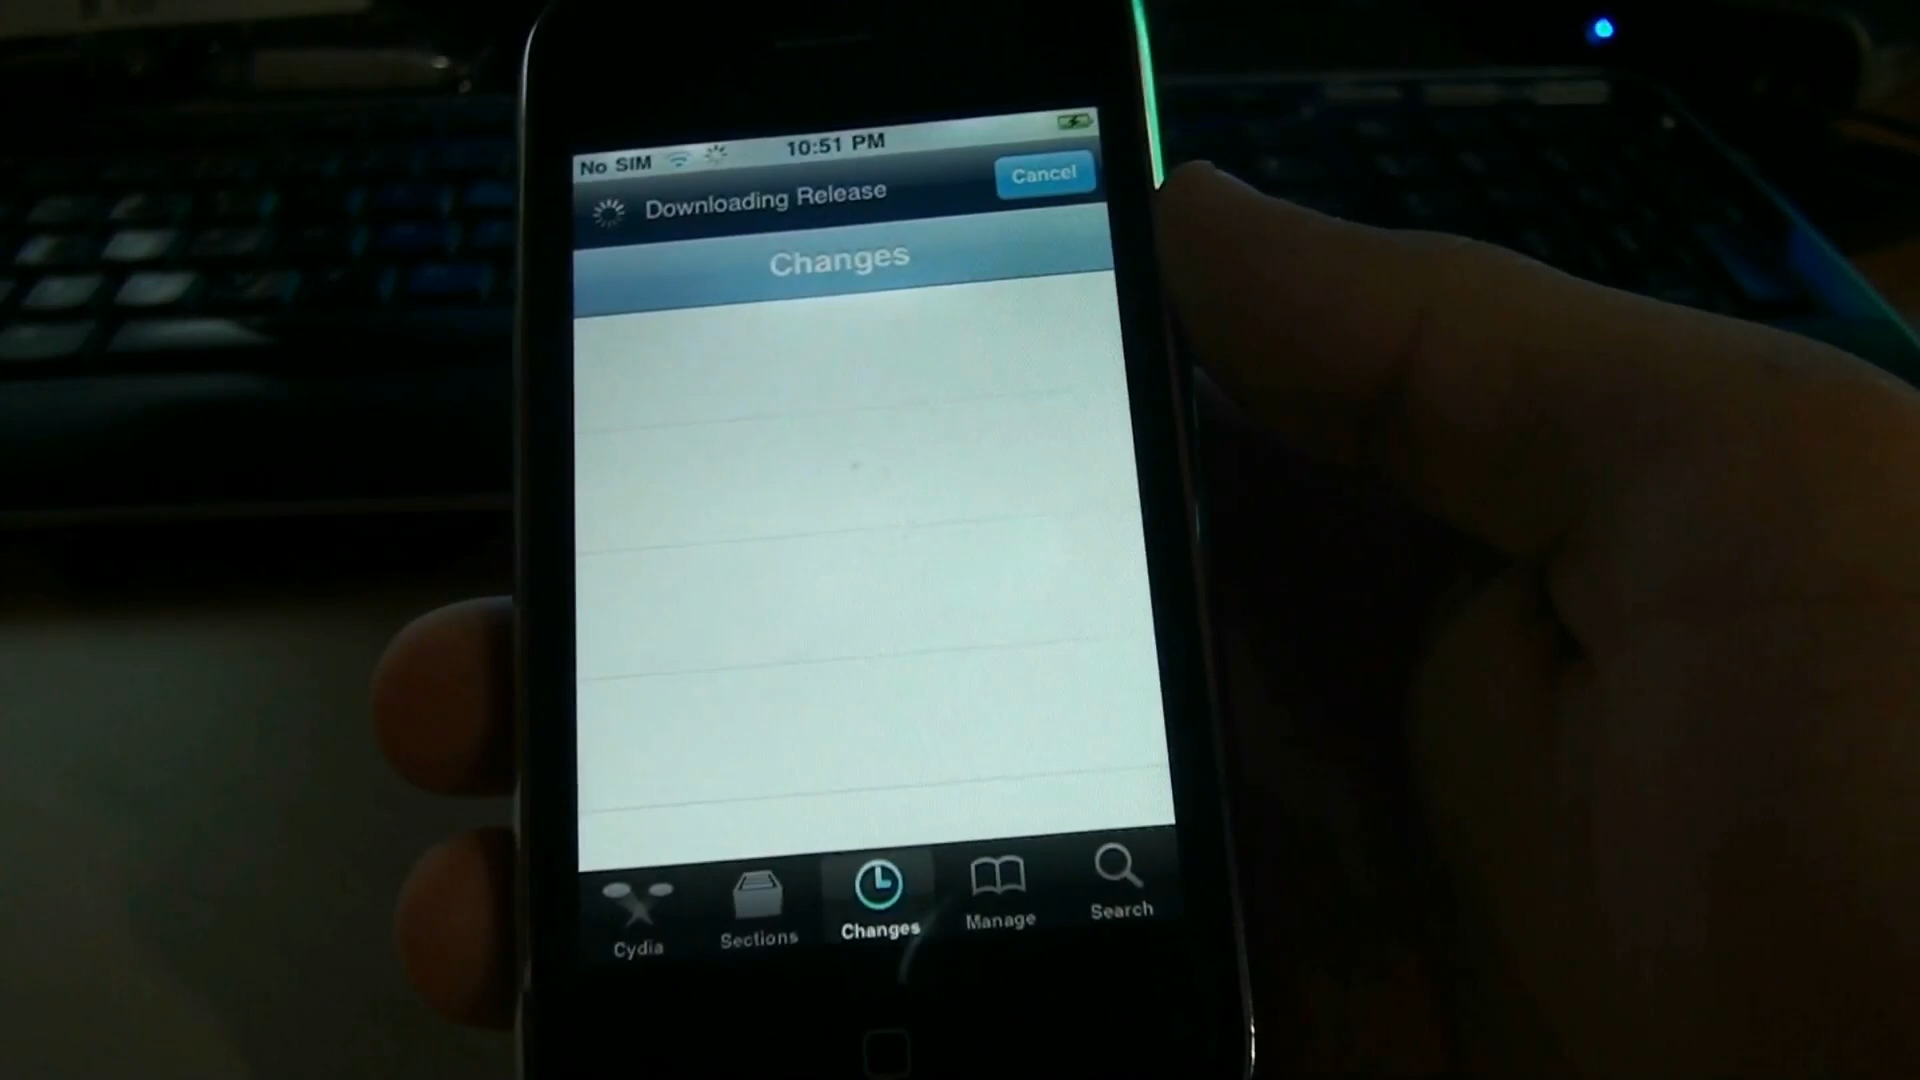 No SIM 10:51 PM
Downloading Release Cancel
Changes
Cydia Sections Changes Manage Search